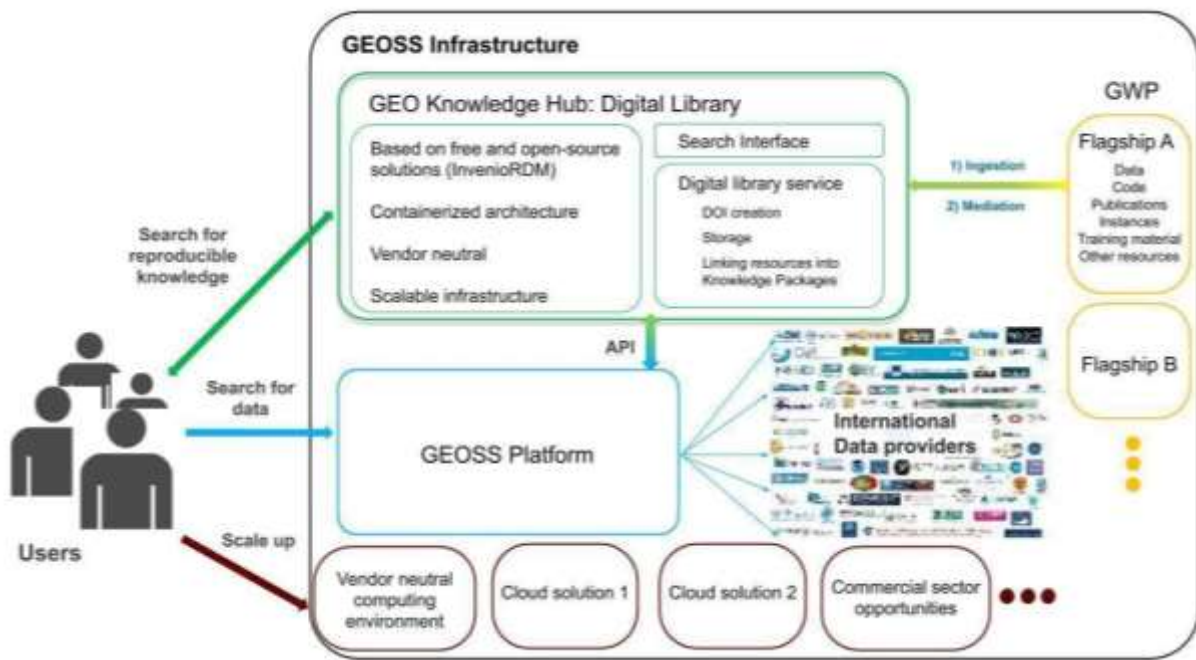 GEOSS Infrastructure
GEO Knowledge Hub: Digital Library
Based on free and open-source
solutions (InvenioRDM)
Containerized architecture
Vendor neutral
Scalable infrastructure
Search Interface
Digital library service
DOI creation
Storage
Linking resources into
Knowledge Packages
1) Ingestion
2) Mediation
GWP
Flagship A
Data
Code
Publications
Instances
Training material
Other resources
Flagship B
Search for
reproducible
knowledge
API
Search for
data
GEOSS Platform
International
Data providers
Users
Scale up
Vendor neutral
computing
environment
Cloud solution 1
Cloud solution 2
Commercial sector
opportunities